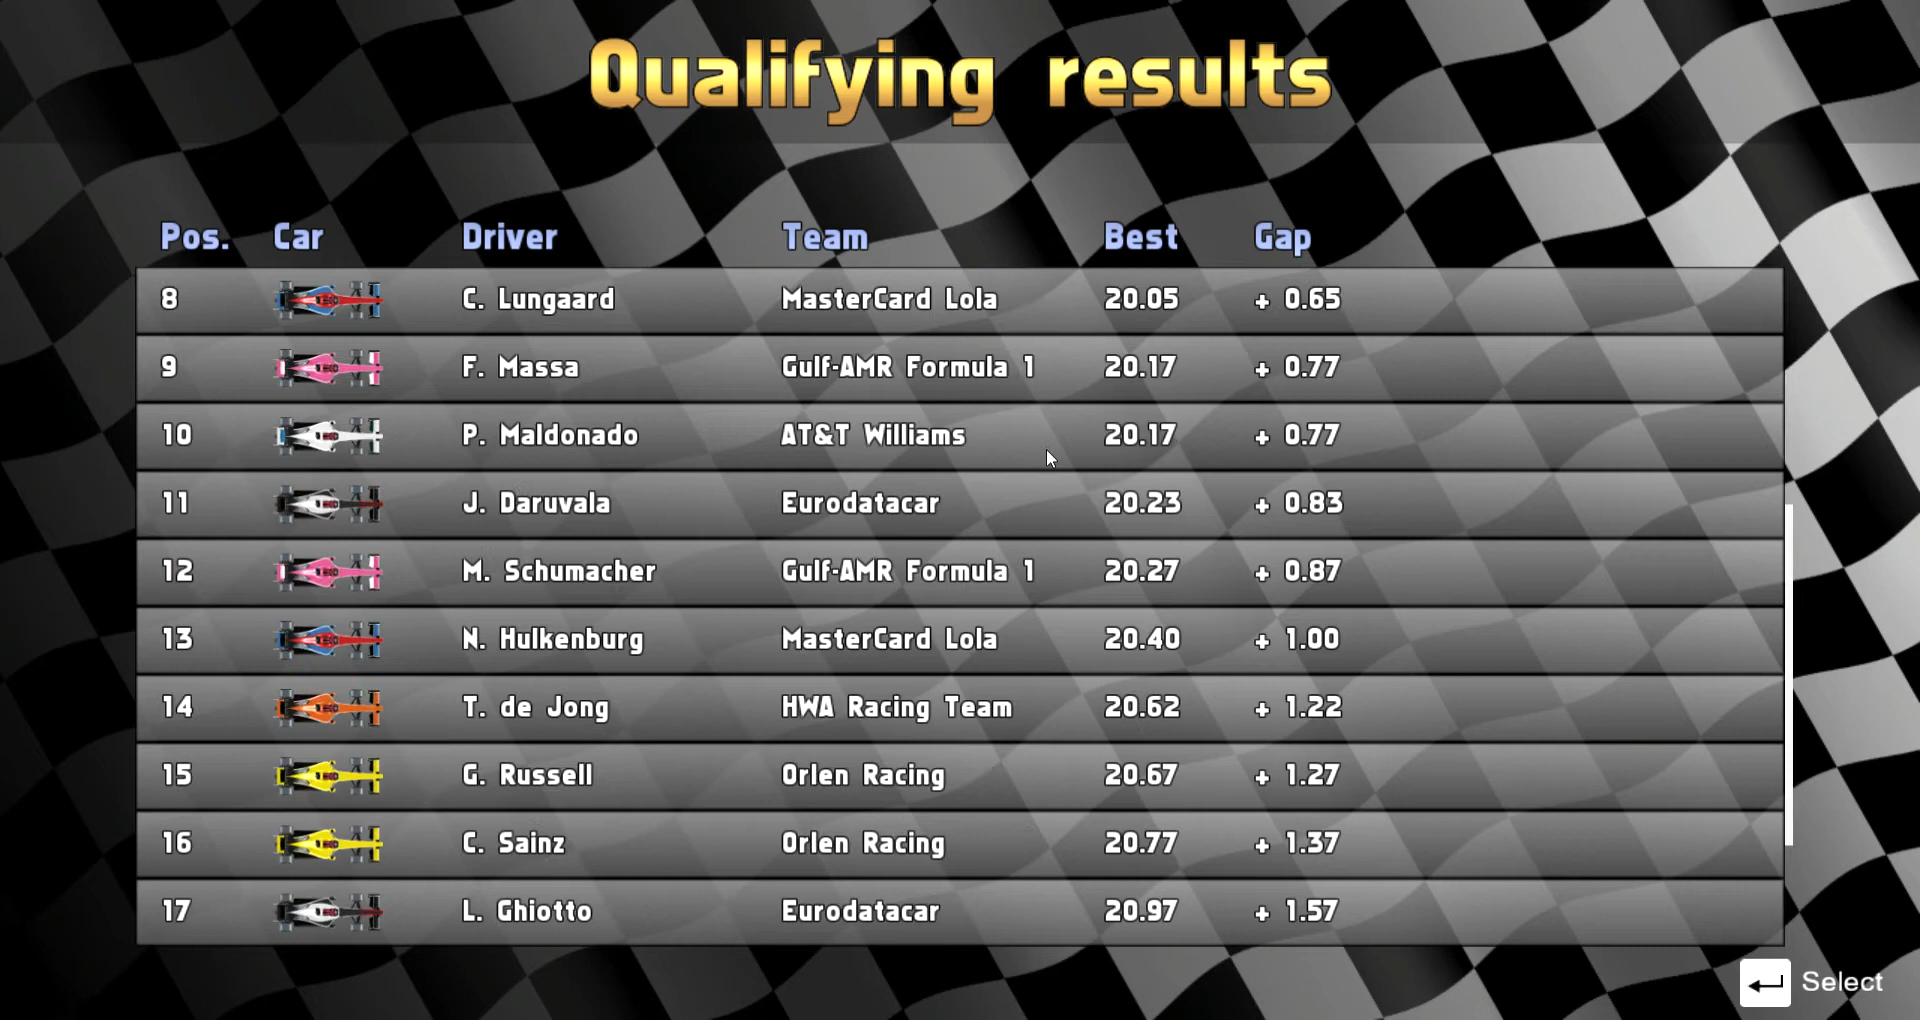 Qualifying results
Pos. Car Driver Team Best Gap
8 C. Lungaard MasterCard Lola 20.05 + 0.65
9 F. Massa Gulf-AMR Formula 1 20.17 + 0.77
10 P. Maldonado AT&T Williams 20.17 + 0.77
11 J. Daruvala Eurodatacar 20.23 + 0.83
12 M. Schumacher Gulf-AMR Formula 1 20.27 + 0.87
13 N. Hulkenburg MasterCard Lola 20.40 + 1.00
14 T. de Jong HWA Racing Team 20.62 + 1.22
15 G. Russell Orlen Racing 20.67 + 1.27
16 C. Sainz Orlen Racing 20.77 + 1.37
17 L. Ghiotto Eurodatacar 20.97 + 1.57
Select